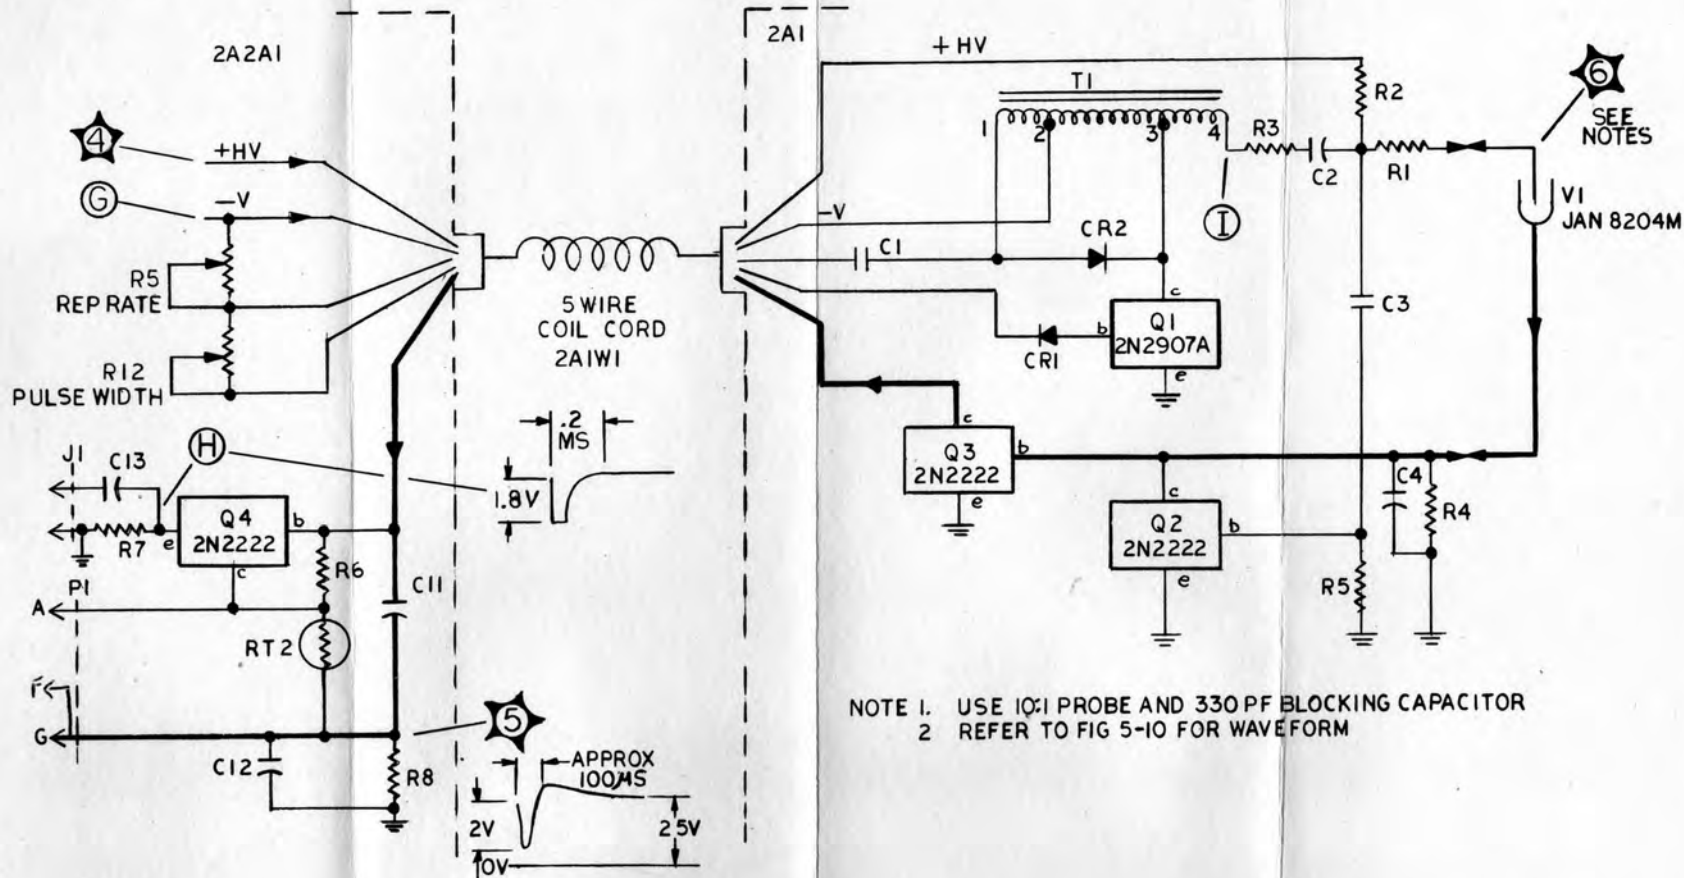 2A2A1
2A1
+HV
T1
R2
6
SEE
NOTES
4
+HV
1
2
3
4
R3
C2
R1
G
-V
-V
I
V1
JAN 8204M
C1
CR2
R5
REP RATE
5 WIRE
COIL CORD
2A1W1
C3
c
Q1
2N2907A
b
e
CR1
R12
PULSE WIDTH
.2
MS
H
J1
C13
1.8V
c
Q3
2N2222
b
e
C4
R4
Q4
2N2222
b
e
c
R7
R6
c
Q2
2N2222
b
e
C11
R5
P1
A
RT2
F
G
5
NOTE 1. USE 10:1 PROBE AND 330 PF BLOCKING CAPACITOR
2 REFER TO FIG 5-10 FOR WAVEFORM
C12
R8
APPROX
100µS
2V
25V
0V